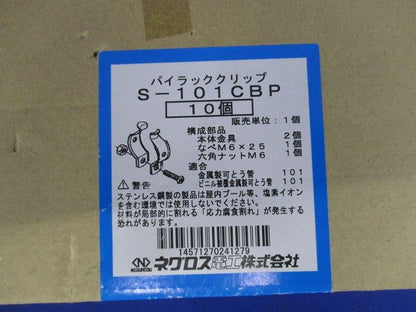 パイラッククリップ
S-101CBP
10個
販売単位：1個
構成部品
本体金具 2個
なべM6×25 1個
六角ナットM6 1個
適合
金属製可とう管 101
ビニル被覆金属製可とう管 101
⚠警告
ステンレス鋼製の製品は屋内プール等、塩素イオン
を含む環境では使用しないでください。
材料が局部的に割れる「応力腐食割れ」が発生する
恐れがあります。
14571270241279
ネグロス電工株式会社